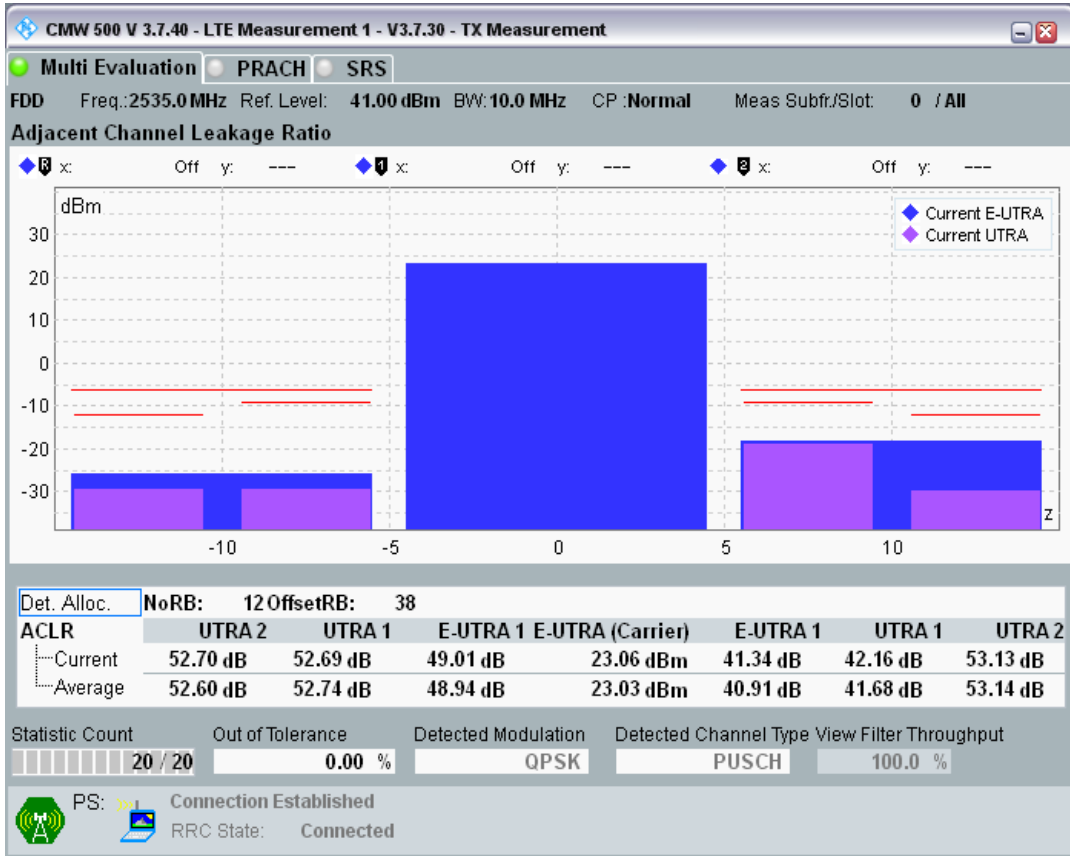 CMW 500 V 3.7.40 - LTE Measurement 1 - V3.7.30 - TX Measurement
Multi Evaluation PRACH SRS
FDD Freq.:2535.0 MHz Ref. Level: 41.00 dBm BW:10.0 MHz CP :Normal Meas Subfr./Slot: 0 / All
Adjacent Channel Leakage Ratio
R x: Off y: --- 1 x: Off y: --- 2 x: Off y: ---
dBm
Current E-UTRA
Current UTRA
30
20
10
0
-10
-20
-30
z
-10 -5 0 5 10
Det. Alloc. NoRB: 12 OffsetRB: 38
ACLR UTRA 2 UTRA 1 E-UTRA 1 E-UTRA (Carrier) E-UTRA 1 UTRA 1 UTRA 2
Current 52.70 dB 52.69 dB 49.01 dB 23.06 dBm 41.34 dB 42.16 dB 53.13 dB
Average 52.60 dB 52.74 dB 48.94 dB 23.03 dBm 40.91 dB 41.68 dB 53.14 dB
Statistic Count Out of Tolerance Detected Modulation Detected Channel Type View Filter Throughput
20 / 20 0.00 % QPSK PUSCH 100.0 %
PS: Connection Established
RRC State: Connected